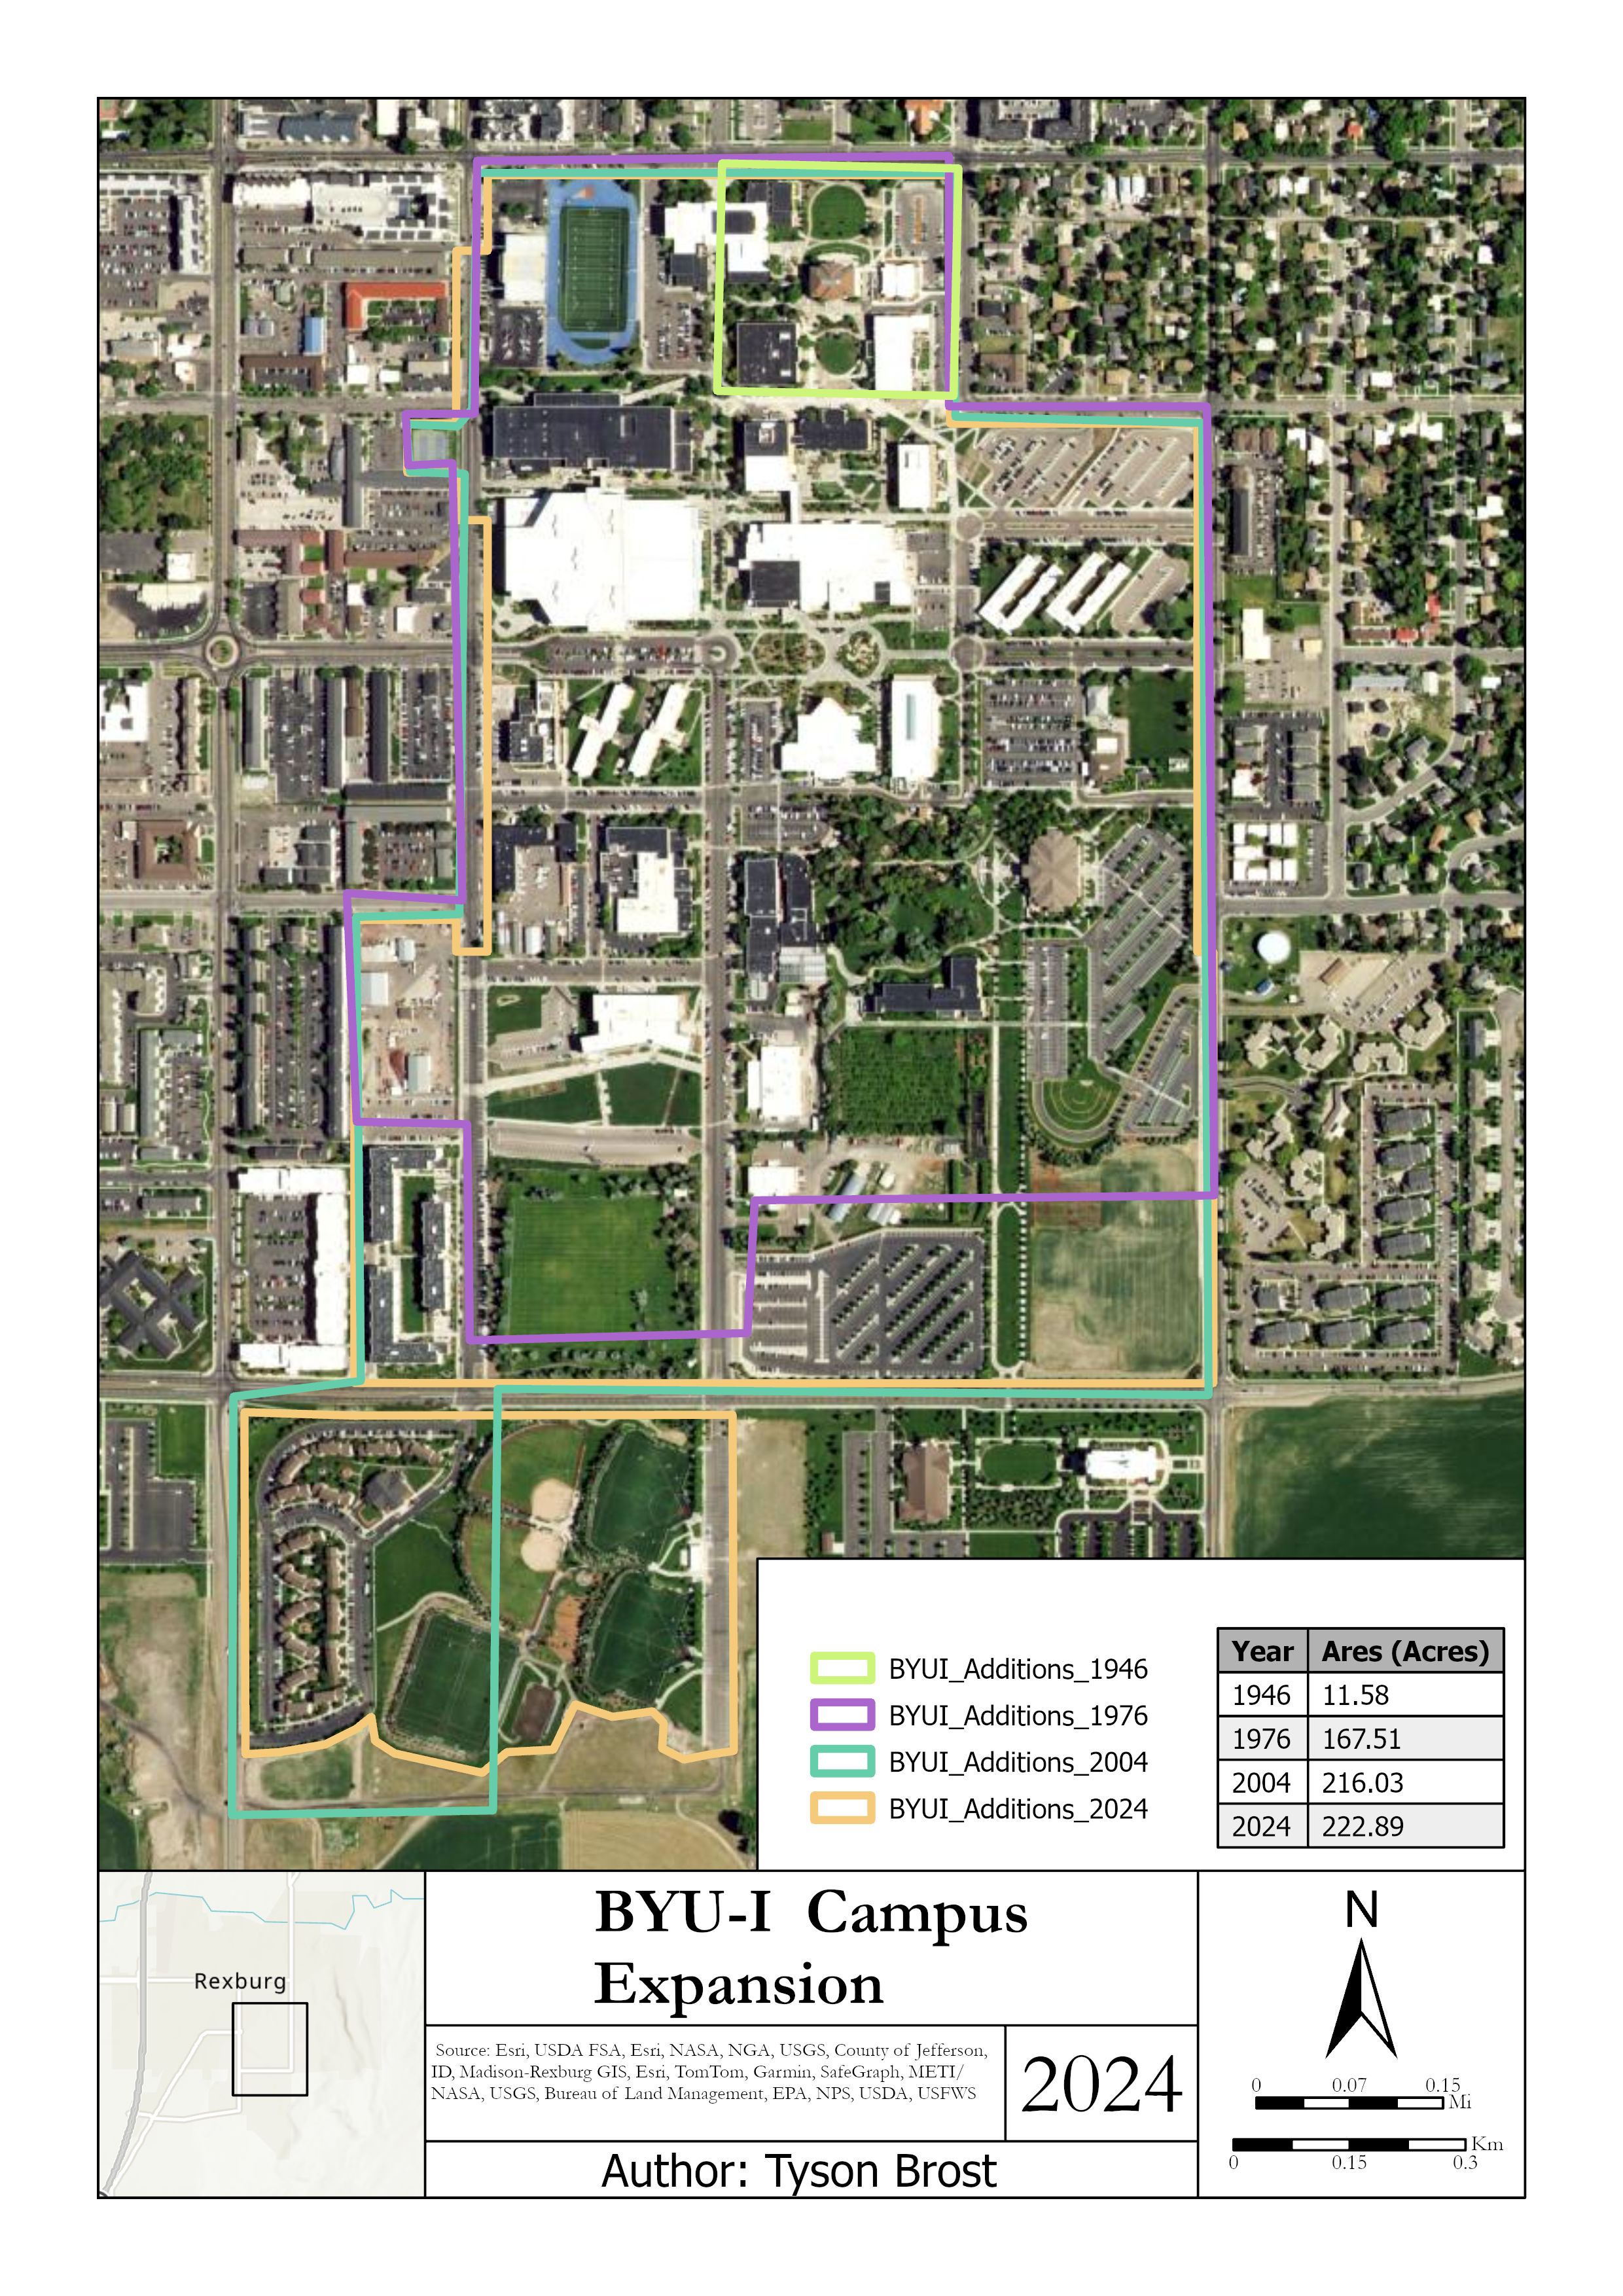 BYUI_Additions_1946
BYUI_Additions_1976
BYUI_Additions_2004
BYUI_Additions_2024
Year Ares (Acres)
1946 11.58
1976 167.51
2004 216.03
2024 222.89
Rexburg
BYU-I Campus
Expansion
Source: Esri, USDA FSA, Esri, NASA, NGA, USGS, County of Jefferson,
ID, Madison-Rexburg GIS, Esri, TomTom, Garmin, SafeGraph, METI/
NASA, USGS, Bureau of Land Management, EPA, NPS, USDA, USFWS
2024
Author: Tyson Brost
N
0 0.07 0.15
Mi
Km
0 0.15 0.3